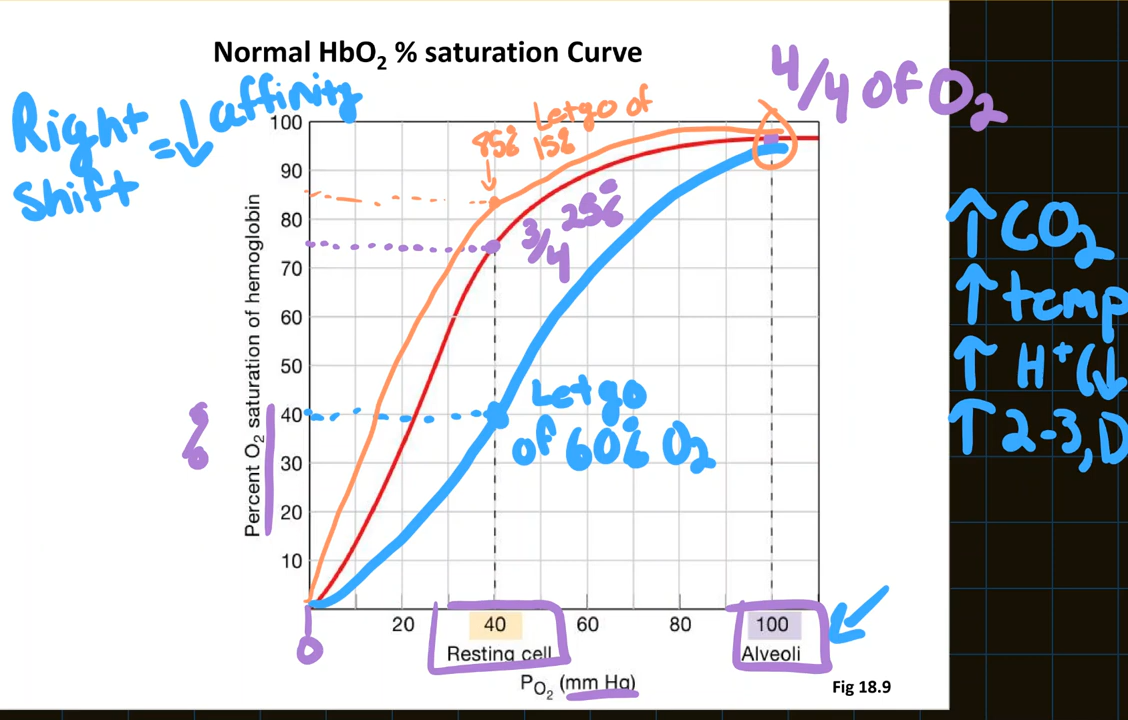 Normal HbO₂ % saturation Curve
4/4 of O₂
Right = ↓ affinity
shift
Let go of
85% 15%
3/4 25%
↑ CO₂
↑ temp
↑ H⁺ (↓
↑ 2-3, D
Let go
of 60% O₂
%
Percent O₂ saturation of hemoglobin
100
90
80
70
60
50
40
30
20
10
0
20 40 60 80 100
Resting cell Alveoli
P O₂ (mm Hg)
Fig 18.9